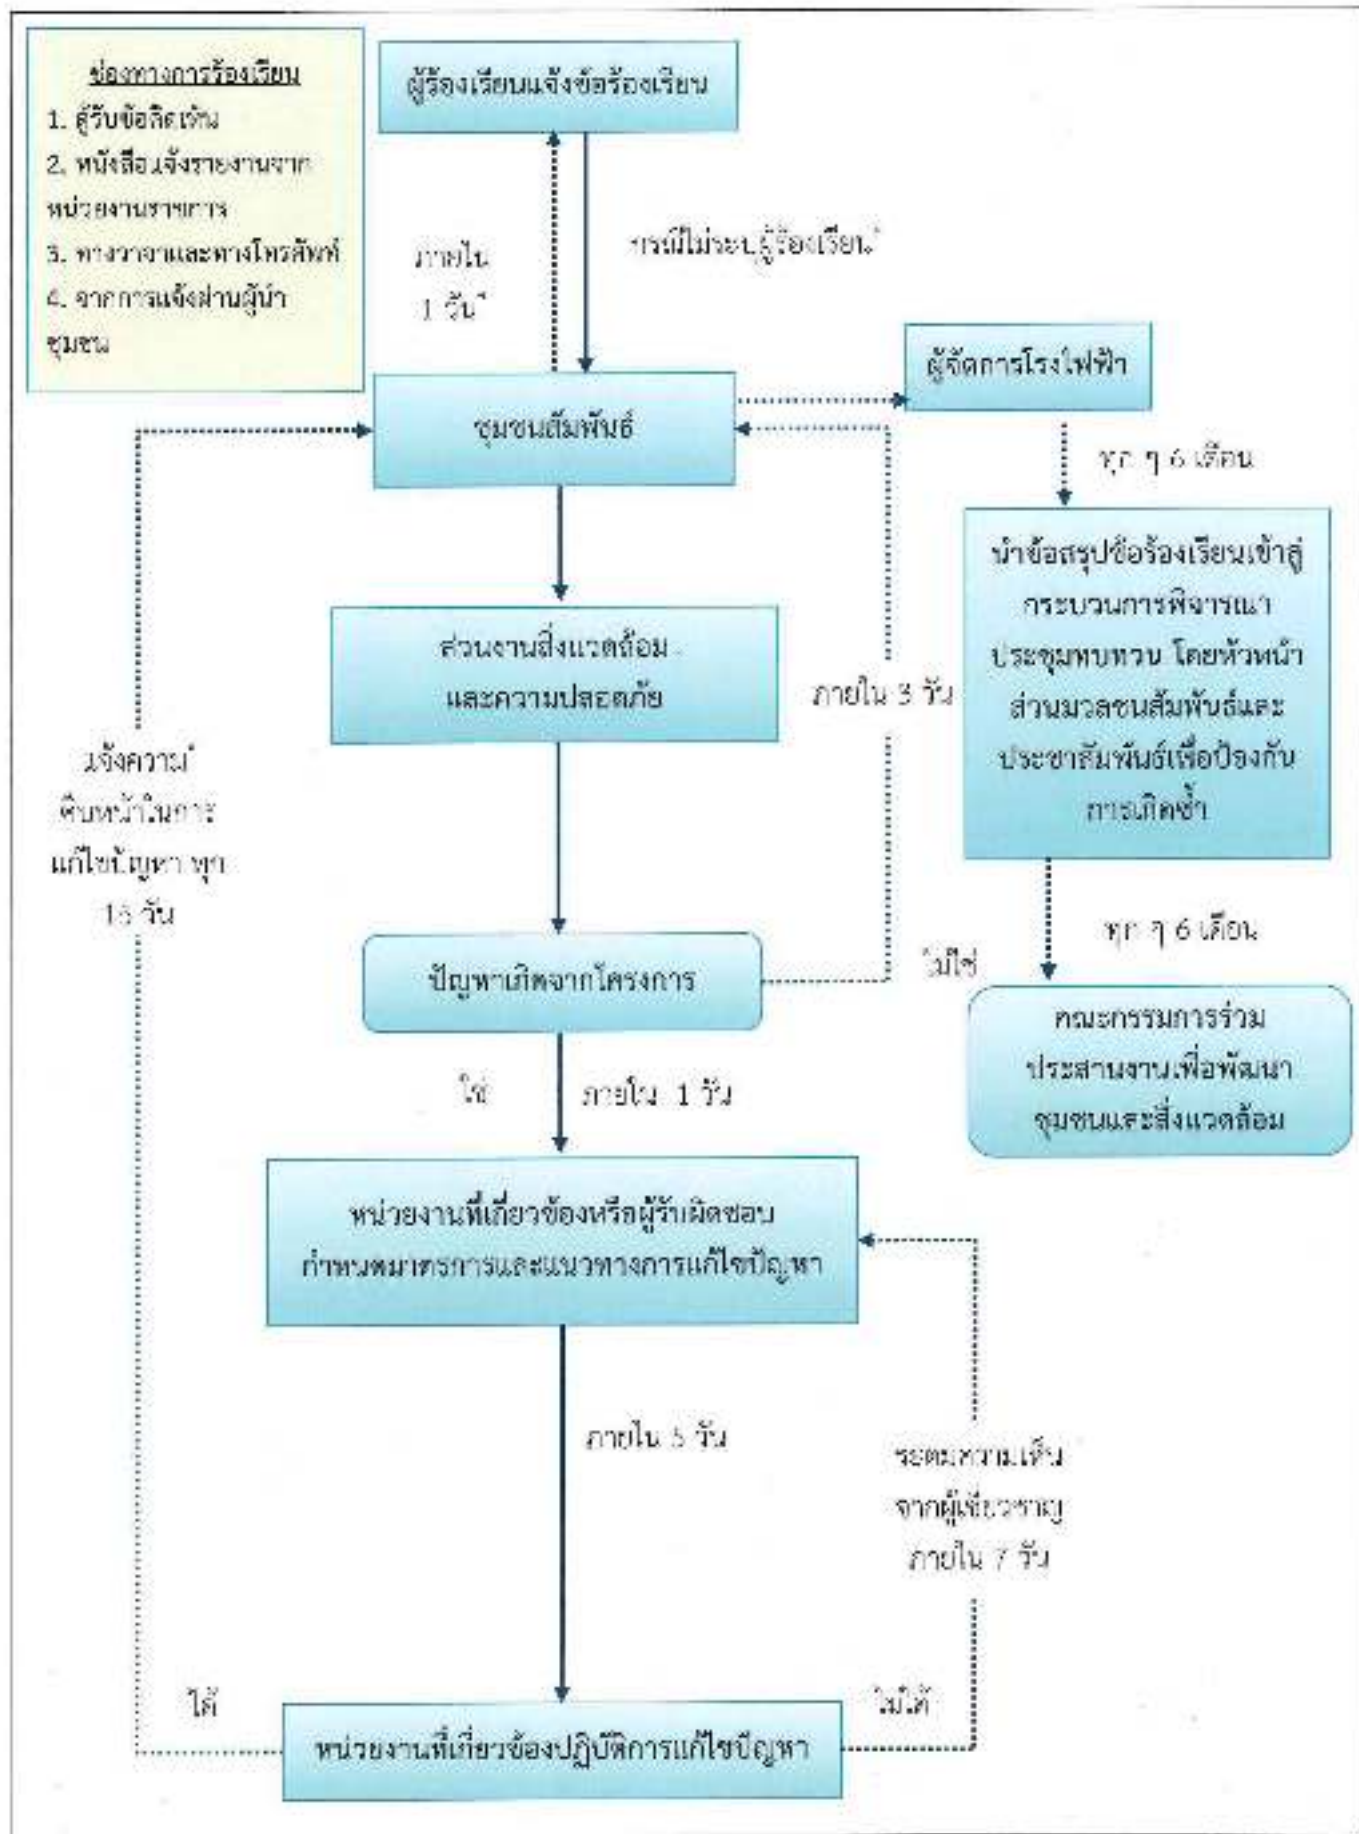 ช่องทางการร้องเรียน
1. ตู้รับข้อคิดเห็น
2. หนังสือแจ้งรายงานจาก
หน่วยงานราชการ
3. ทางวาจาและทางโทรศัพท์
4. จากการแจ้งผ่านผู้นำ
ชุมชน
ผู้ร้องเรียนแจ้งข้อร้องเรียน
ภายใน
1 วัน*
กรณีไม่ระบุผู้ร้องเรียน*
ผู้จัดการโรงไฟฟ้า
ชุมชนสัมพันธ์
ทุก ๆ 6 เดือน
นำข้อสรุปข้อร้องเรียนเข้าสู่
กระบวนการพิจารณา
ประชุมทบทวน โดยหัวหน้า
ส่วนมวลชนสัมพันธ์และ
ประชาสัมพันธ์เพื่อป้องกัน
การเกิดซ้ำ
ส่วนงานสิ่งแวดล้อม
และความปลอดภัย
ภายใน 3 วัน
แจ้งความ*
คืบหน้าในการ
แก้ไขปัญหา ทุก
15 วัน
ทุก ๆ 6 เดือน
ปัญหาเกิดจากโครงการ
ไม่ใช่
คณะกรรมการร่วม
ประสานงานเพื่อพัฒนา
ชุมชนและสิ่งแวดล้อม
ใช่
ภายใน 1 วัน
หน่วยงานที่เกี่ยวข้องหรือผู้รับผิดชอบ
กำหนดมาตรการและแนวทางการแก้ไขปัญหา
ภายใน 5 วัน
ระดมความเห็น
จากผู้เชี่ยวชาญ
ภายใน 7 วัน
ได้
ไม่ได้
หน่วยงานที่เกี่ยวข้องปฏิบัติการแก้ไขปัญหา